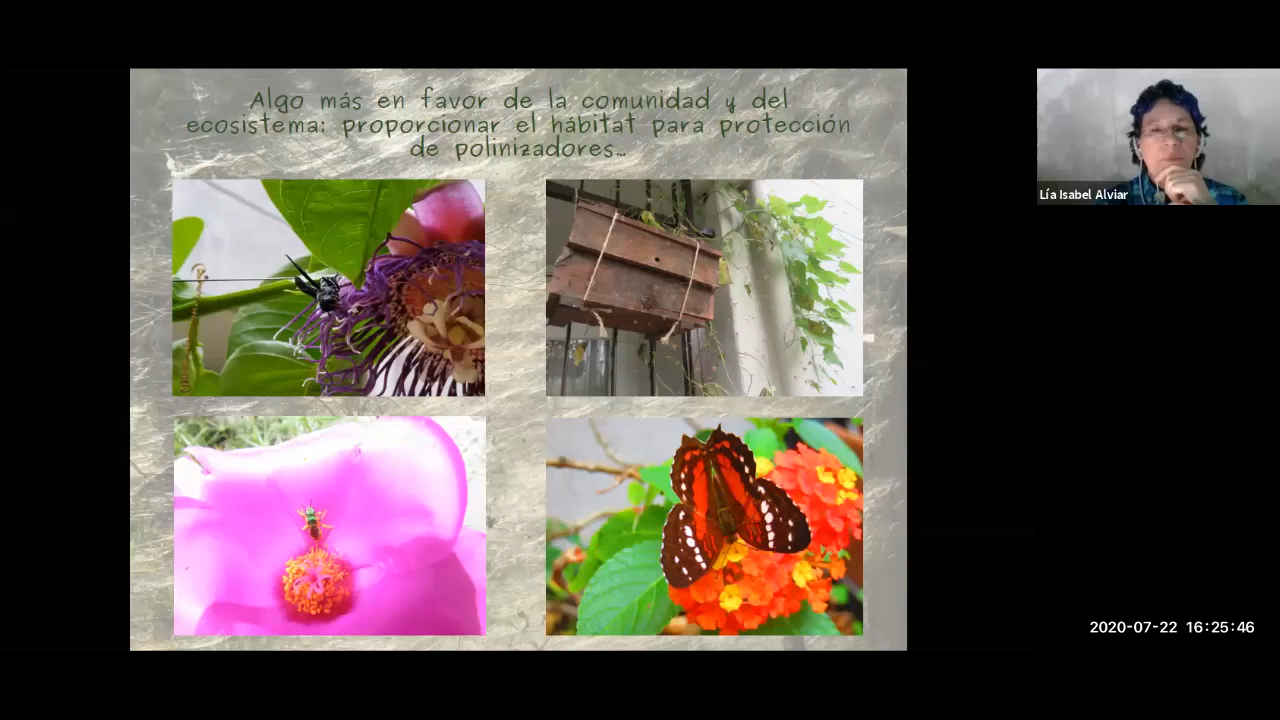 Algo más en favor de la comunidad y del
ecosistema: proporcionar el hábitat para protección
de polinizadores...
Lía Isabel Alviar
2020-07-22 16:25:46